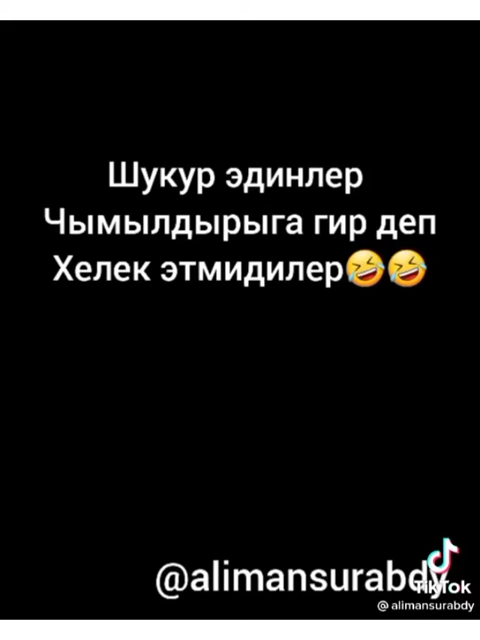 Шукур эдинлер
Чымылдырыга гир деп
Хелек этмидилер🤣🤣
@alimansurabdy
TikTok
@alimansurabdy